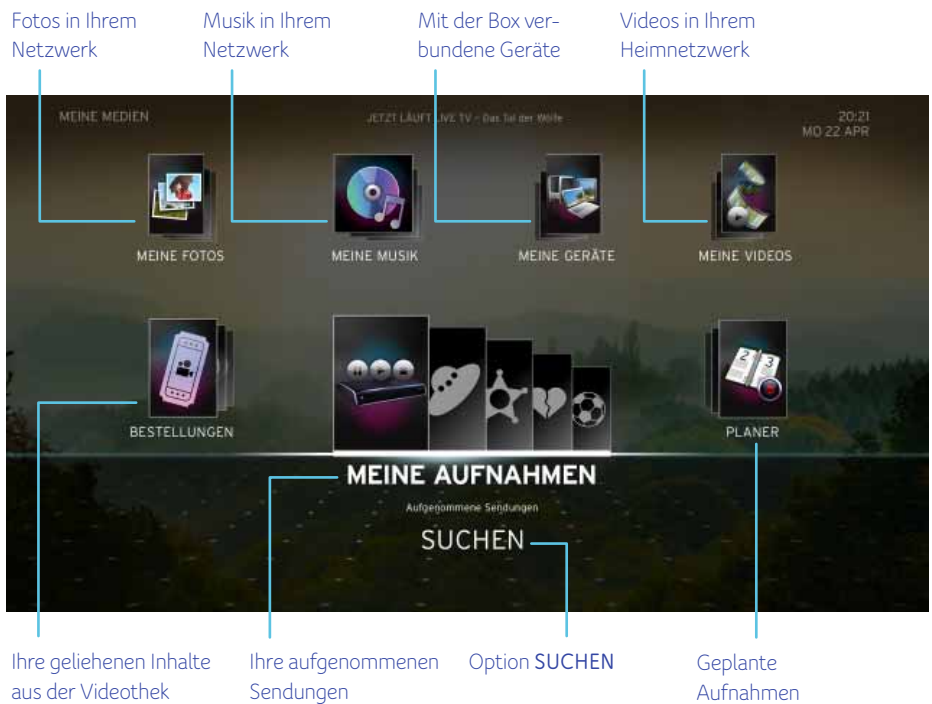 Fotos in Ihrem
Netzwerk
Musik in Ihrem
Netzwerk
Mit der Box ver-
bundene Geräte
Videos in Ihrem
Heimnetzwerk
MEINE MEDIEN
JETZT LÄUFT LIVE TV – Das Tal der Wölfe
20:21
MO 22 APR
MEINE FOTOS
MEINE MUSIK
MEINE GERÄTE
MEINE VIDEOS
2 3
BESTELLUNGEN
PLANER
MEINE AUFNAHMEN
Aufgenommene Sendungen
SUCHEN
Ihre geliehenen Inhalte
aus der Videothek
Ihre aufgenommenen
Sendungen
Option SUCHEN
Geplante
Aufnahmen